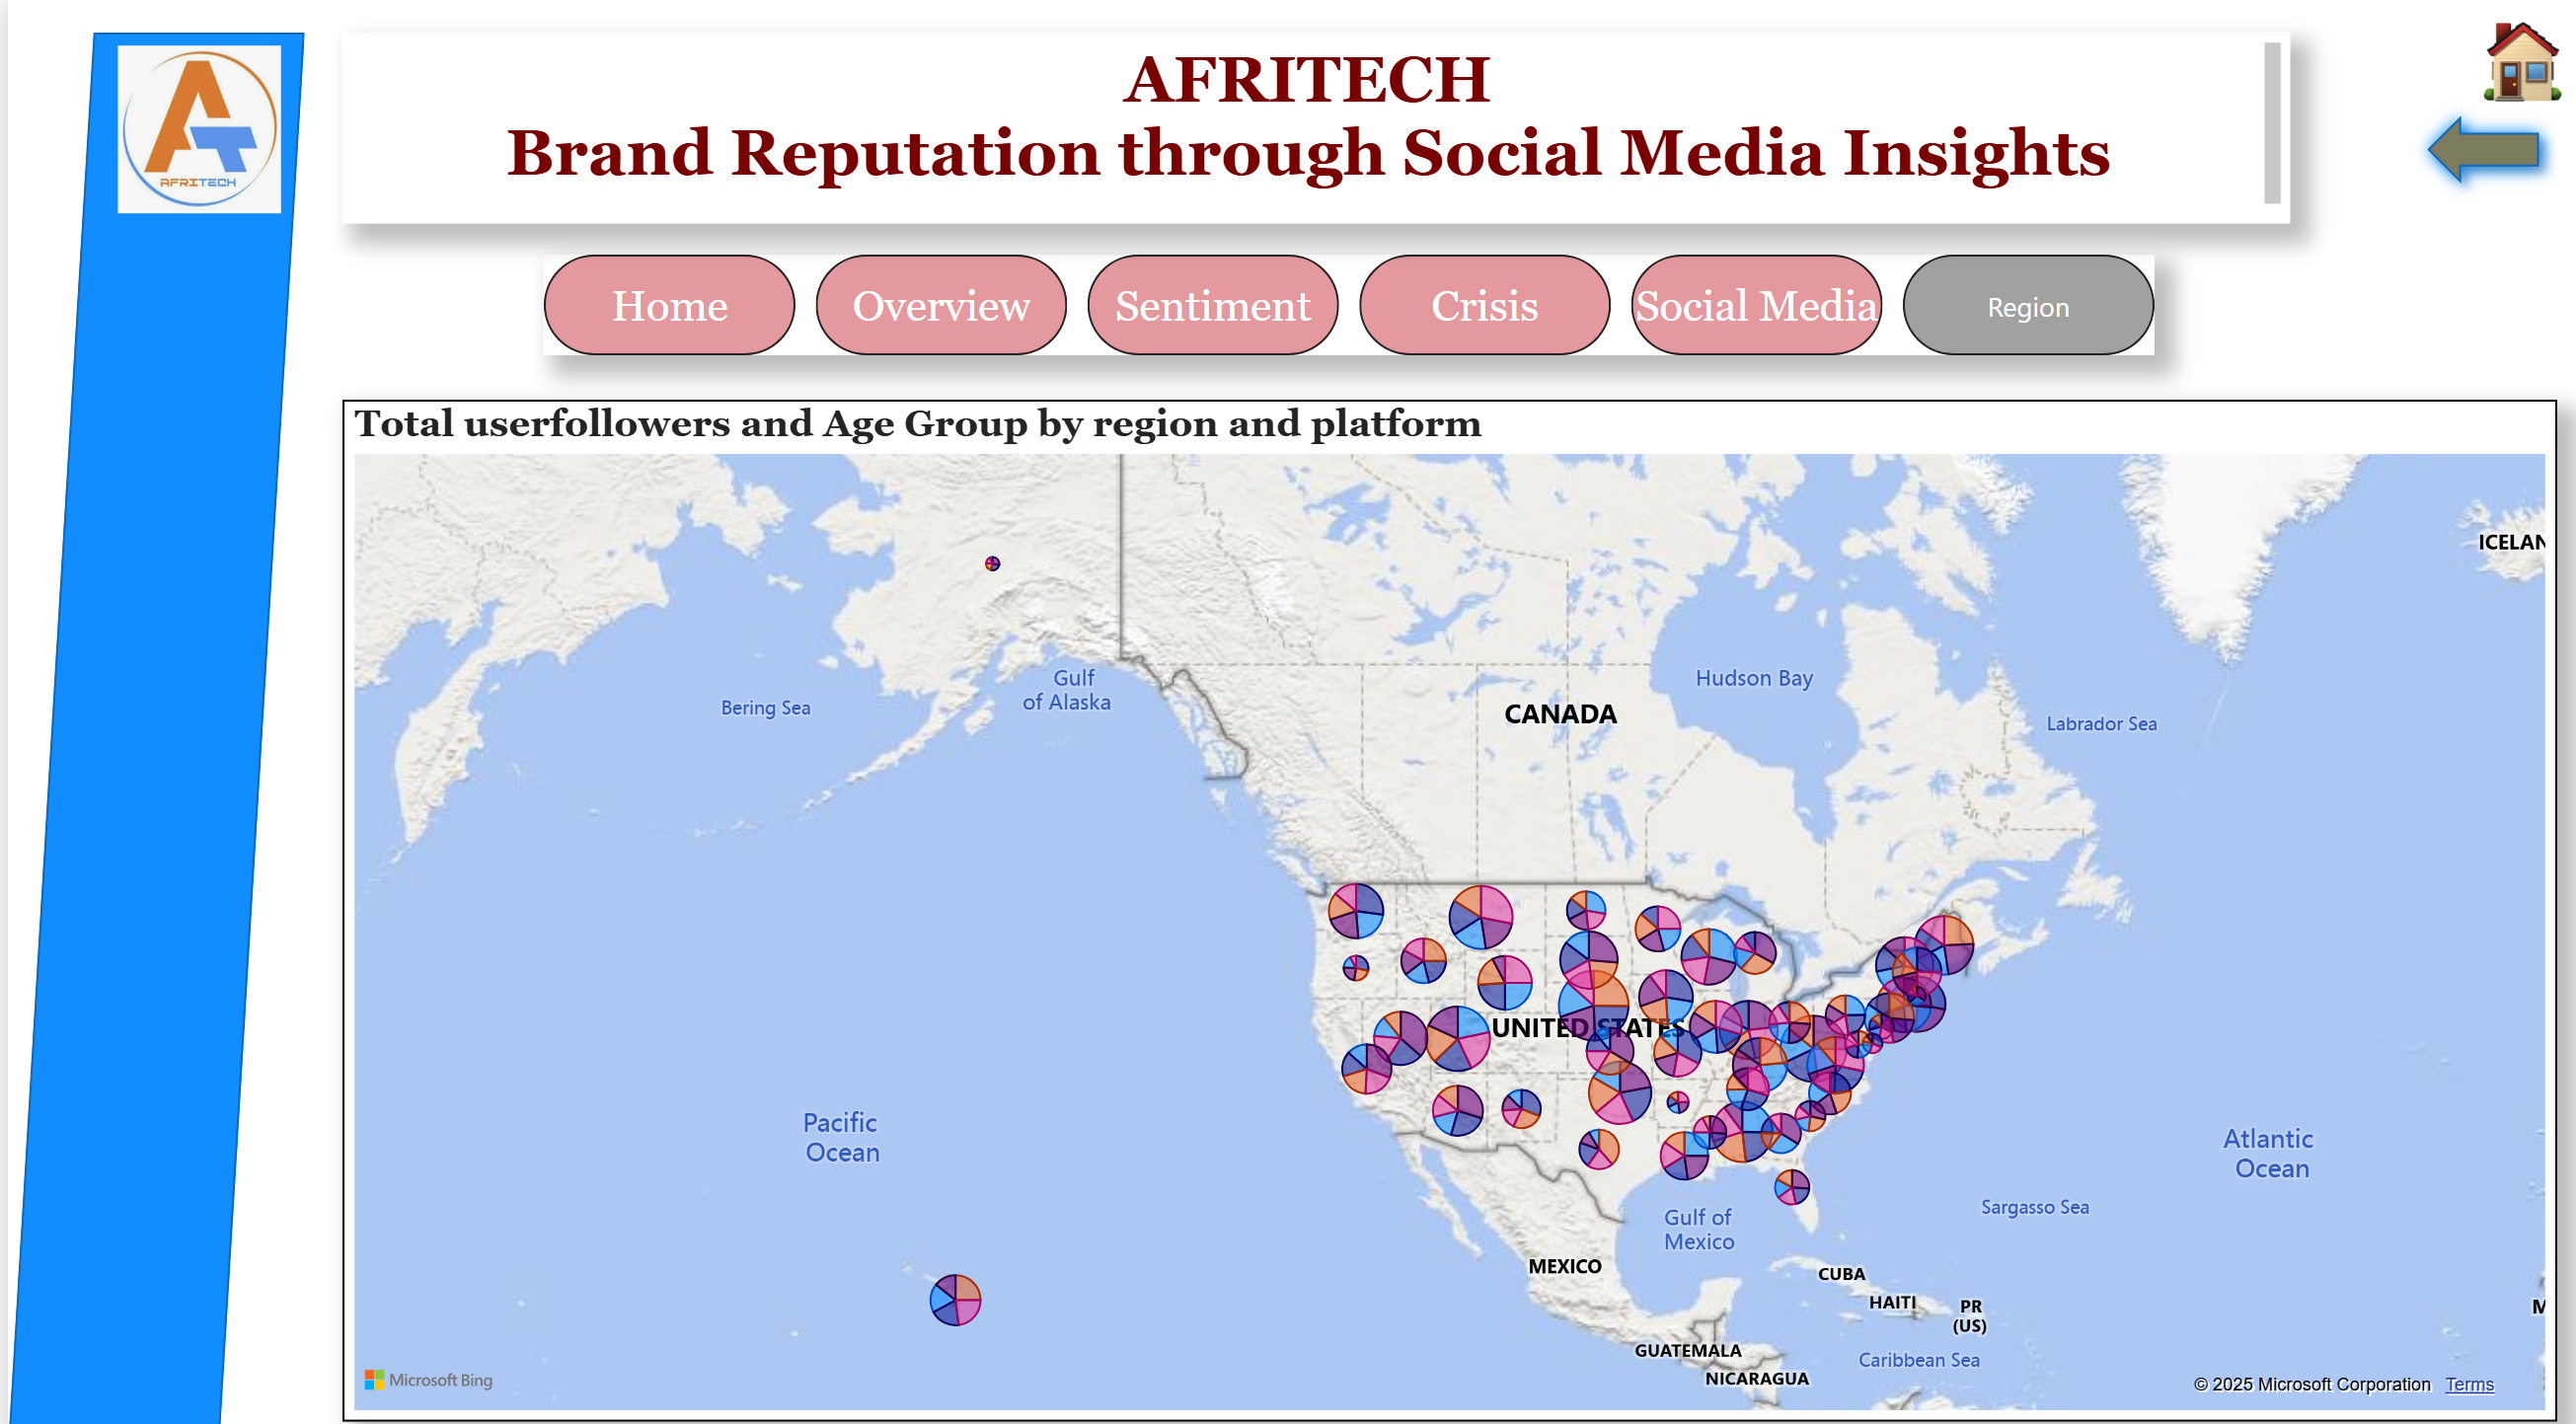 AFRITECH
AFRITECH
Brand Reputation through Social Media Insights
Home
Overview
Sentiment
Crisis
Social Media
Region
Total userfollowers and Age Group by region and platform
ICELAN
Gulf
of Alaska
Bering Sea
Hudson Bay
CANADA
Labrador Sea
UNITED STATES
Pacific
Ocean
Atlantic
Ocean
Sargasso Sea
Gulf of
Mexico
MEXICO
CUBA
HAITI
PR
(US)
M
GUATEMALA
Caribbean Sea
NICARAGUA
Microsoft Bing
© 2025 Microsoft Corporation Terms